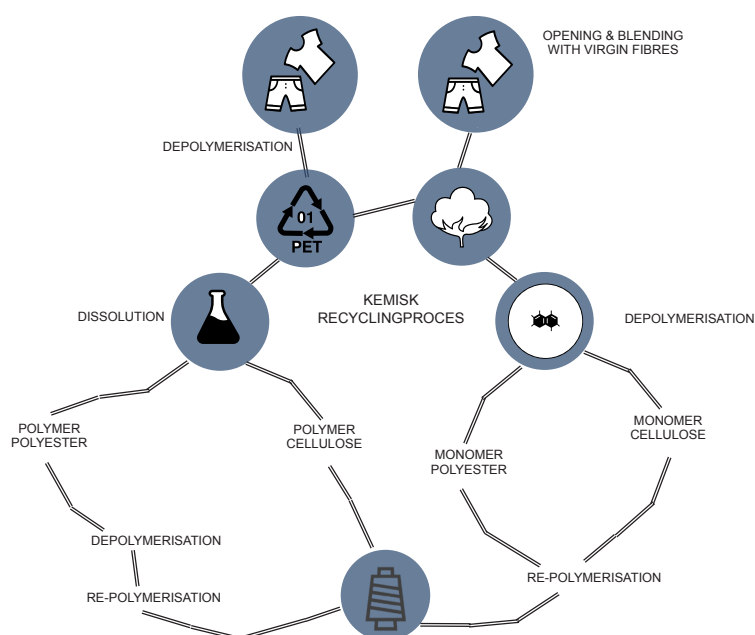 OPENING & BLENDING
WITH VIRGIN FIBRES
DEPOLYMERISATION
01
PET
KEMISK
RECYCLINGPROCES
DISSOLUTION
DEPOLYMERISATION
POLYMER
POLYESTER
POLYMER
CELLULOSE
MONOMER
POLYESTER
MONOMER
CELLULOSE
DEPOLYMERISATION
RE-POLYMERISATION
RE-POLYMERISATION